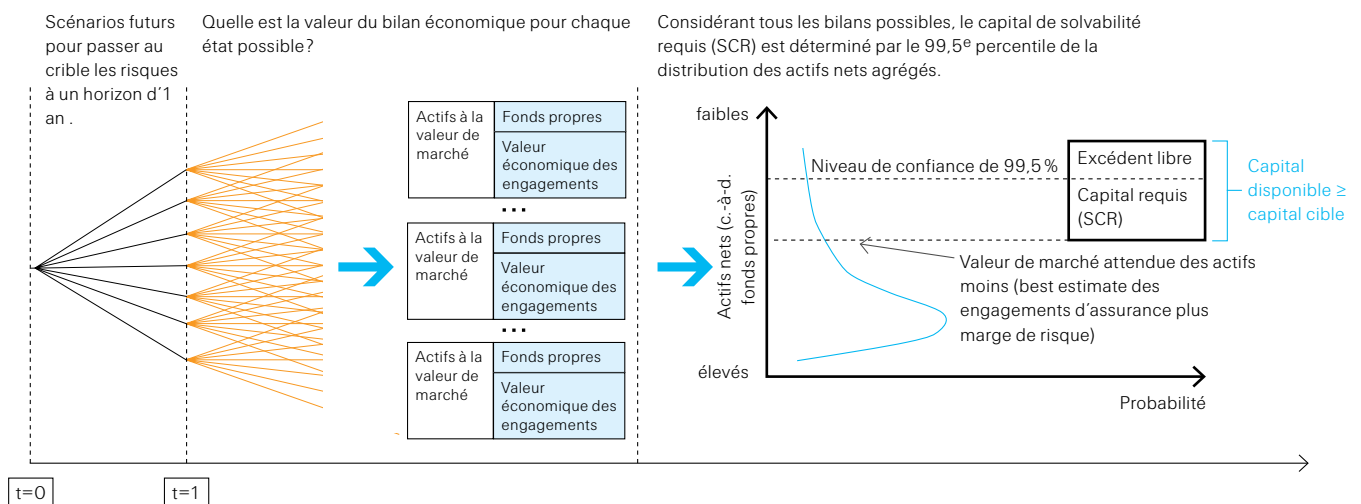 Scénarios futurs
pour passer au
crible les risques
à un horizon d'1
an .
Quelle est la valeur du bilan économique pour chaque
état possible?
Considérant tous les bilans possibles, le capital de solvabilité
requis (SCR) est déterminé par le 99,5e percentile de la
distribution des actifs nets agrégés.
Actifs à la
valeur de
marché
Fonds propres
Valeur
économique des
engagements
...
Actifs à la
valeur de
marché
Fonds propres
Valeur
économique des
engagements
...
Actifs à la
valeur de
marché
Fonds propres
Valeur
économique des
engagements
faibles
Actifs nets (c.-à-d.
fonds propres)
élevés
Niveau de confiance de 99,5 %
Excédent libre
Capital requis
(SCR)
Capital
disponible ≥
capital cible
Valeur de marché attendue des actifs
moins (best estimate des
engagements d'assurance plus
marge de risque)
Probabilité
t=0
t=1